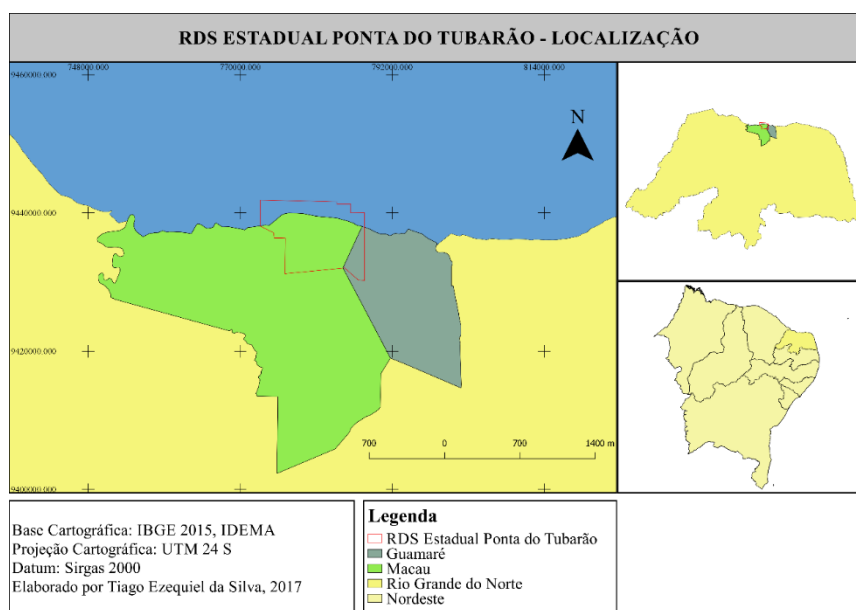 RDS ESTADUAL PONTA DO TUBARÃO - LOCALIZAÇÃO
748000.000 770000.000 792000.000 814000.000
9460000.000
N
9440000.000
9420000.000
700 0 700 1400 m
9400000.000
Base Cartográfica: IBGE 2015, IDEMA
Projeção Cartográfica: UTM 24 S
Datum: Sirgas 2000
Elaborado por Tiago Ezequiel da Silva, 2017
Legenda
RDS Estadual Ponta do Tubarão
Guamaré
Macau
Rio Grande do Norte
Nordeste